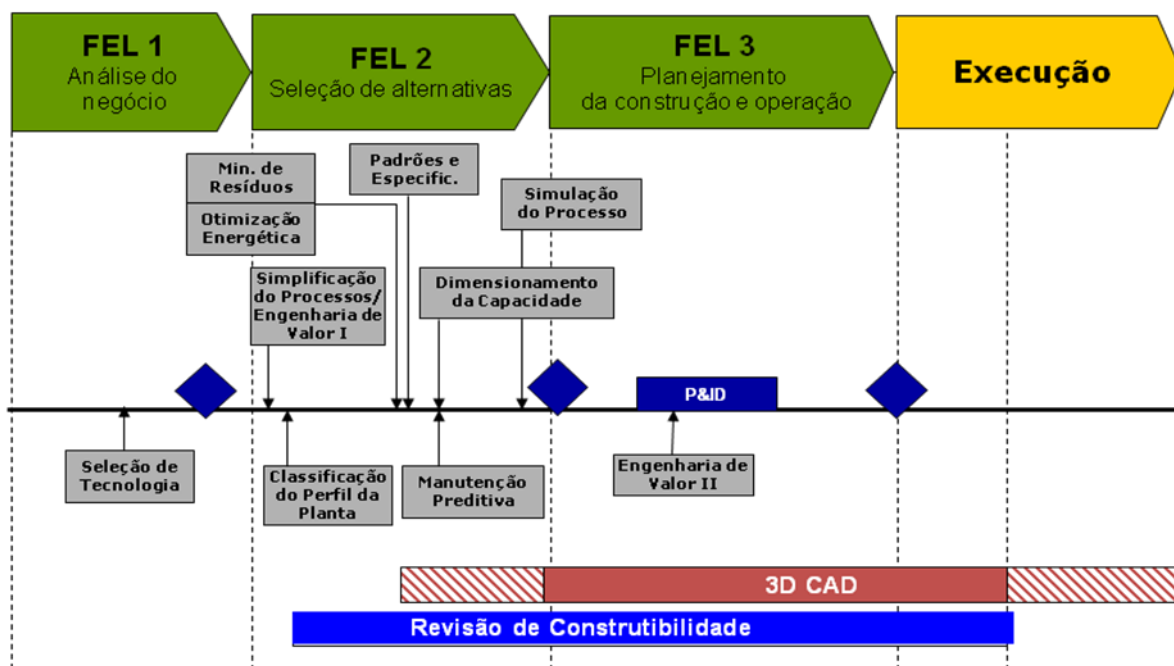 FEL 1
Análise do
negócio
FEL 2
Seleção de alternativas
FEL 3
Planejamento
da construção e operação
Execução
Min. de
Resíduos
Otimização
Energética
Padrões e
Especific.
Simulação
do Processo
Simplificação
do Processos/
Engenharia de
Valor I
Dimensionamento
da Capacidade
P&ID
Seleção de
Tecnologia
Classificação
do Perfil da
Planta
Manutenção
Preditiva
Engenharia de
Valor II
3D CAD
Revisão de Construtibilidade